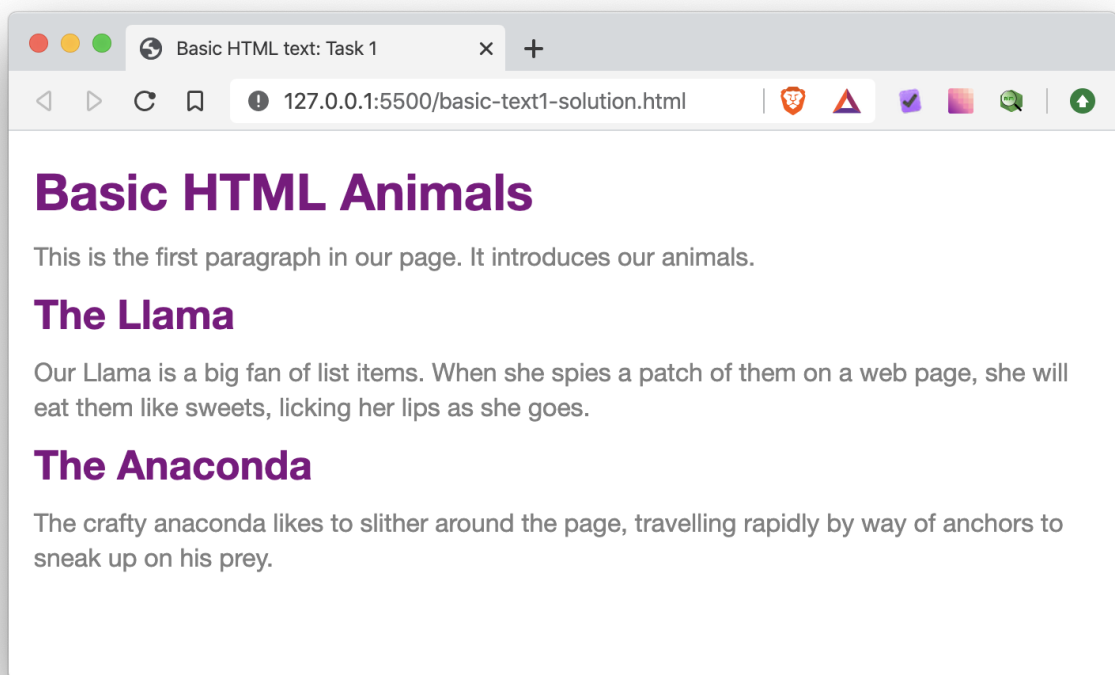 Basic HTML text: Task 1
127.0.0.1:5500/basic-text1-solution.html
Basic HTML Animals
This is the first paragraph in our page. It introduces our animals.
The Llama
Our Llama is a big fan of list items. When she spies a patch of them on a web page, she will
eat them like sweets, licking her lips as she goes.
The Anaconda
The crafty anaconda likes to slither around the page, travelling rapidly by way of anchors to
sneak up on his prey.